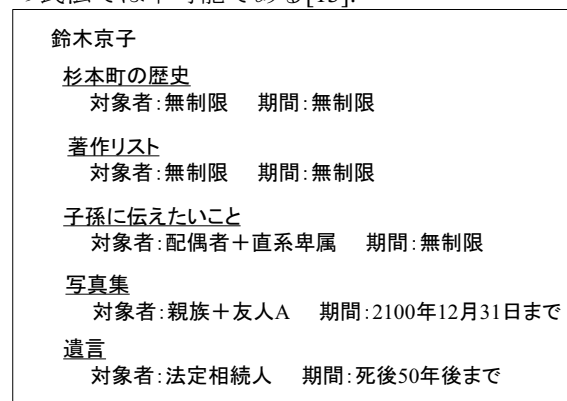 鈴木京子
杉本町の歴史
対象者:無制限 期間:無制限
著作リスト
対象者:無制限 期間:無制限
子孫に伝えたいこと
対象者:配偶者+直系卑属 期間:無制限
写真集
対象者:親族+友人A 期間:2100年12月31日まで
遺言
対象者:法定相続人 期間:死後50年後まで